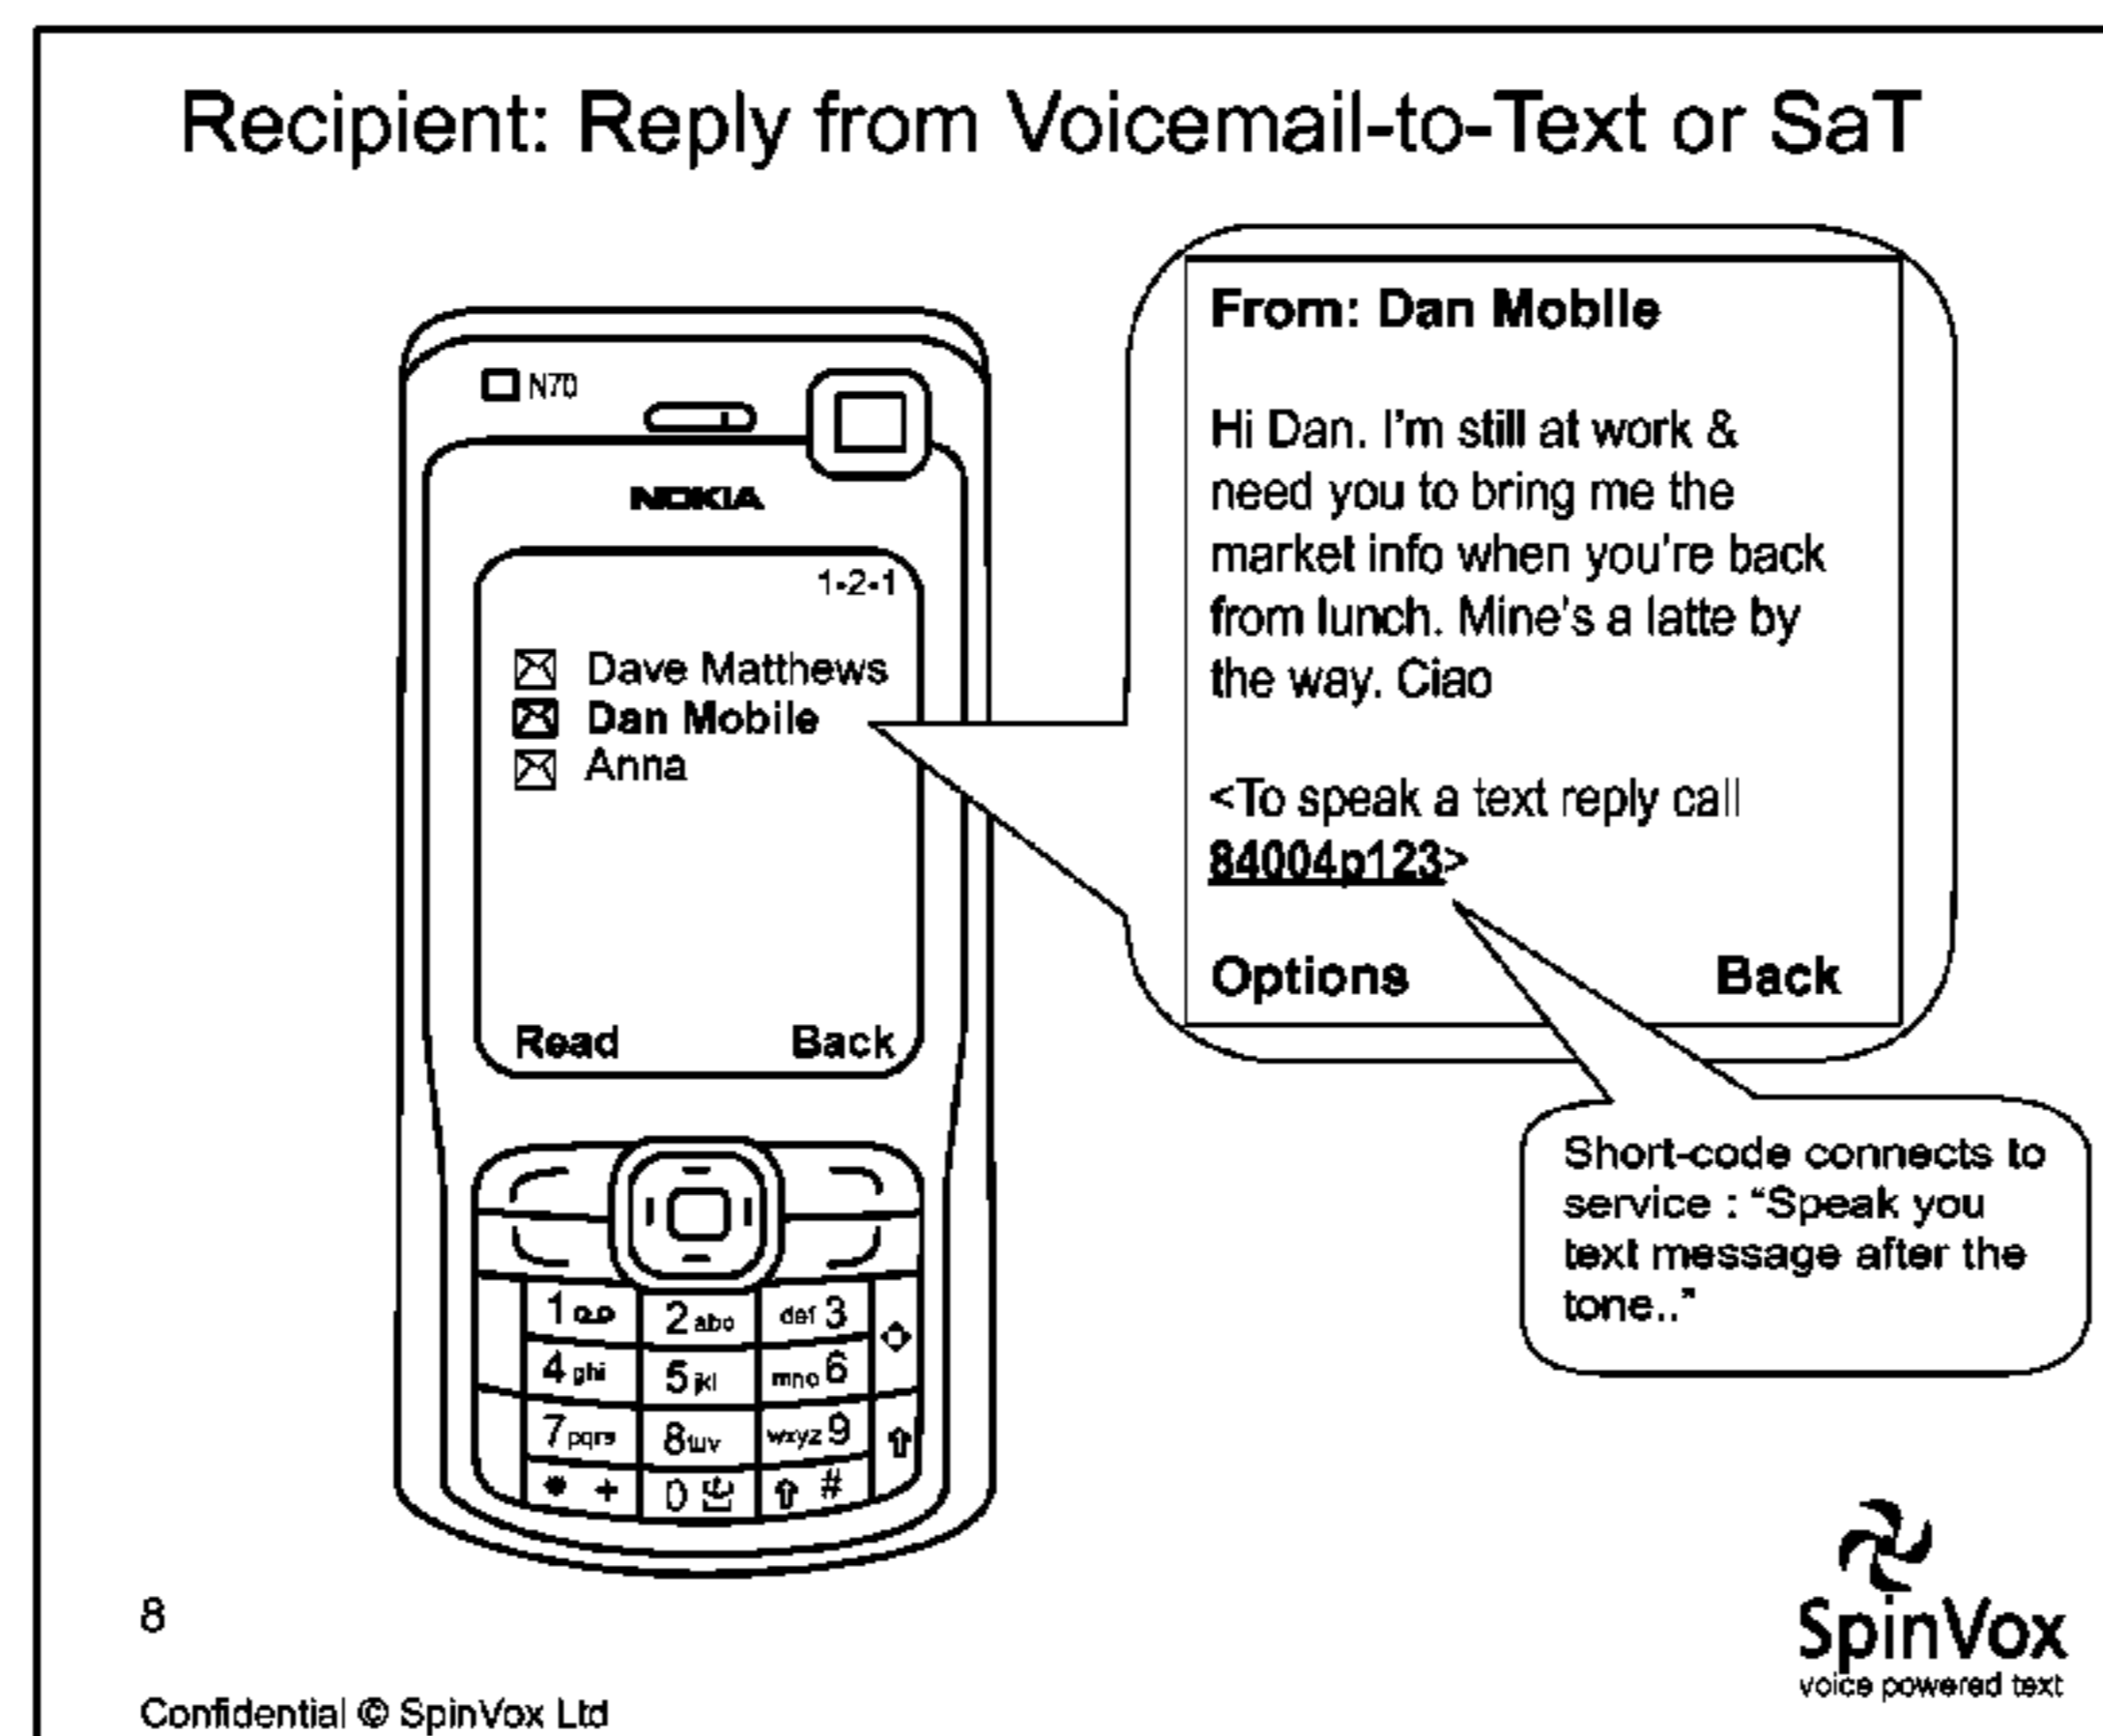 Recipient: Reply from Voicemail-to-Text or SaT
N70
NOKIA
1-2-1
Dave Matthews
Dan Mobile
Anna
Read Back
1
2 abc
def 3
4 ghi
5 jkl
mno 6
7 pqrs
8 tuv
wxyz 9
* +
0
#
From: Dan Mobile
Hi Dan. I'm still at work &
need you to bring me the
market info when you're back
from lunch. Mine's a latte by
the way. Ciao
<To speak a text reply call
84004p123>
Options Back
Short-code connects to
service : “Speak you
text message after the
tone..”
8
Confidential © SpinVox Ltd
SpinVox
voice powered text